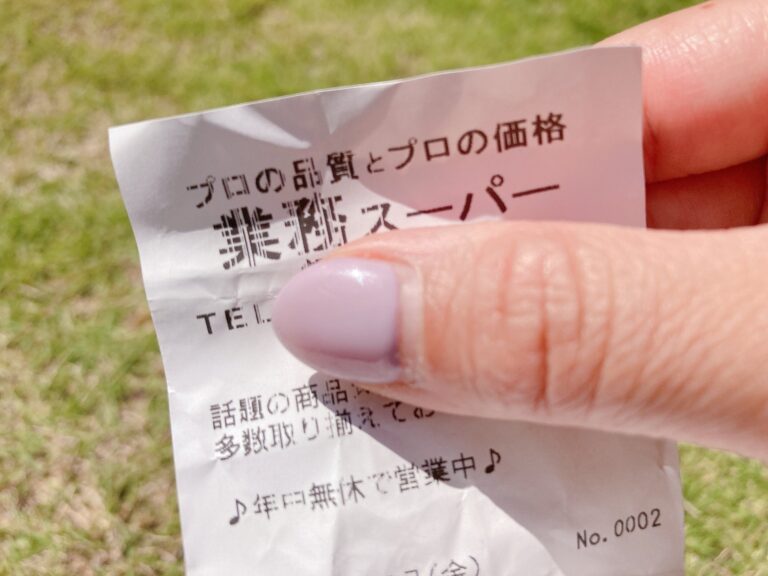 プロの品質とプロの価格
業務スーパー
TEL
話題の商品
多数取り揃えてお
♪年中無休で営業中♪
No.0002
(金)